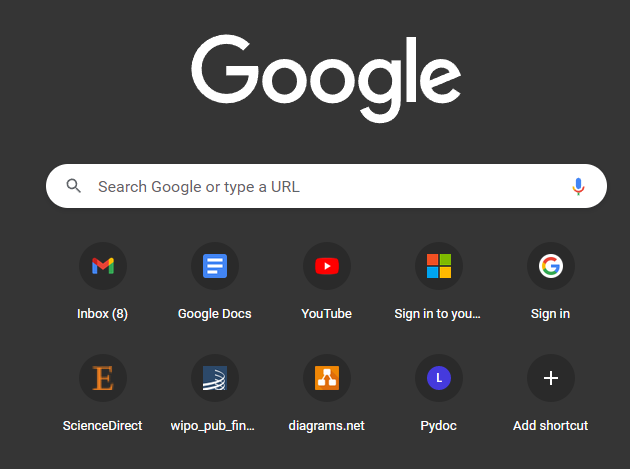 Google
Search Google or type a URL
Inbox (8)
Google Docs
YouTube
Sign in to you...
Sign in
E
L
ScienceDirect
wipo_pub_fin...
diagrams.net
Pydoc
Add shortcut